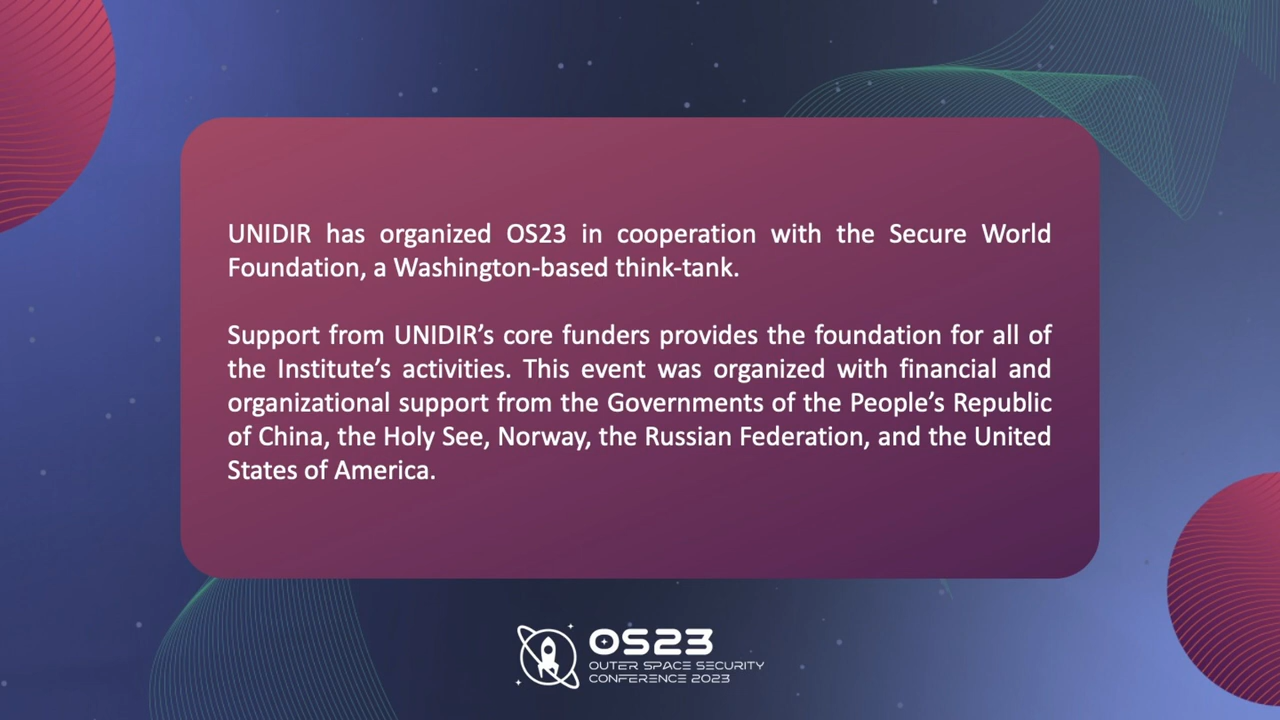 UNIDIR has organized OS23 in cooperation with the Secure World
Foundation, a Washington-based think-tank.
Support from UNIDIR’s core funders provides the foundation for all of
the Institute’s activities. This event was organized with financial and
organizational support from the Governments of the People’s Republic
of China, the Holy See, Norway, the Russian Federation, and the United
States of America.
OS23
OUTER SPACE SECURITY
CONFERENCE 2023